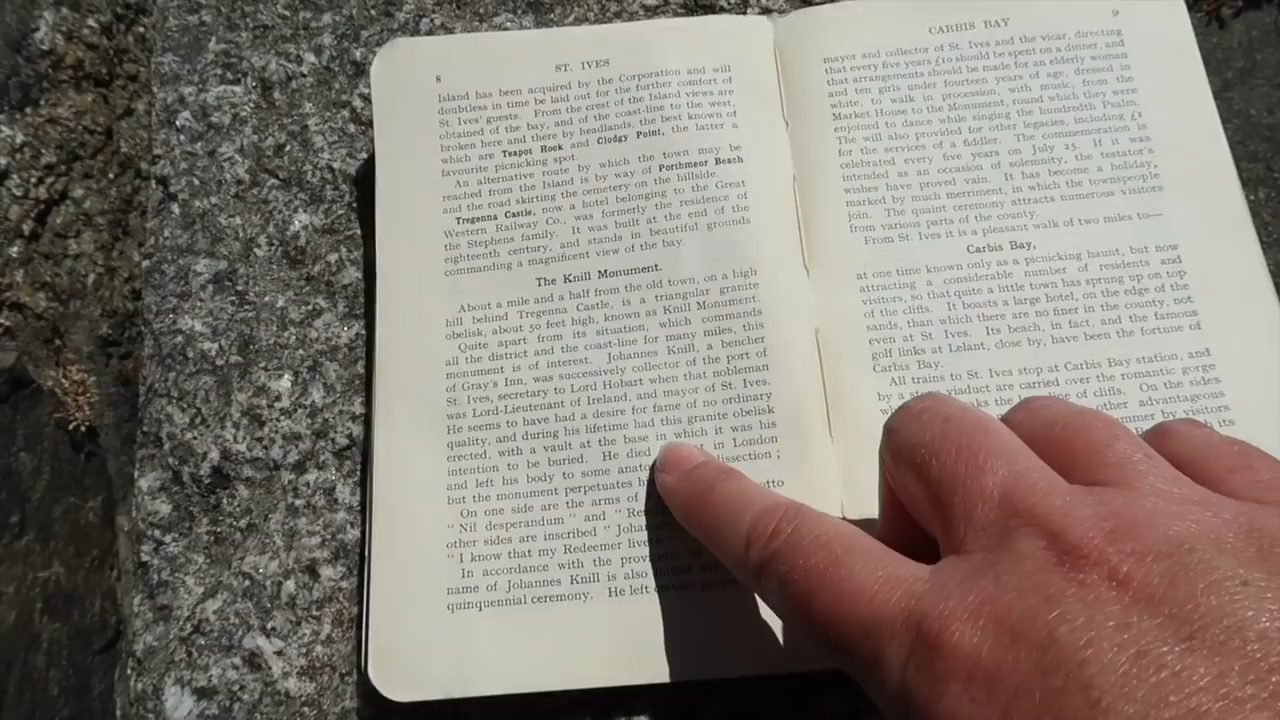 8
ST. IVES
Island has been acquired by the Corporation and will
doubtless in time be laid out for the further comfort of
St. Ives' guests. From the crest of the Island views are
obtained of the bay, and of the coast-line to the west,
broken here and there by headlands, the best known of
which are Teapot Rock and Clodgy Point, the latter a
favourite picnicking spot.
An alternative route by which the town may be
reached from the Island is by way of Porthmeor Beach
and the road skirting the cemetery on the hillside.
Tregenna Castle, now a hotel belonging to the Great
Western Railway Co., was formerly the residence of
the Stephens family. It was built at the end of the
eighteenth century, and stands in beautiful grounds
commanding a magnificent view of the bay.
The Knill Monument.
About a mile and a half from the old town, on a high
hill behind Tregenna Castle, is a triangular granite
obelisk, about 50 feet high, known as Knill Monument.
Quite apart from its situation, which commands
all the district and the coast-line for many miles, this
monument is of interest. Johannes Knill, a bencher
of Gray's Inn, was successively collector of the port of
St. Ives, secretary to Lord Hobart when that nobleman
was Lord-Lieutenant of Ireland, and mayor of St. Ives.
He seems to have had a desire for fame of no ordinary
quality, and during his lifetime had this granite obelisk
erected, with a vault at the base in which it was his
intention to be buried. He died in London
and left his body to some dissection ;
but the monument perpetuates
On one side are the arms of
" Nil desperandum " and "
other sides are inscribed "
" I know that my Redeemer liveth
In accordance with the
name of Johannes Knill is also linked
quinquennial ceremony. He left certain
CARBIS BAY
9
mayor and collector of St. Ives and the vicar, directing
that every five years £10 should be spent on a dinner, and
that arrangements should be made for an elderly woman
and ten girls under fourteen years of age, dressed in
white, to walk in procession, with music, from the
Market House to the Monument, round which they were
enjoined to dance while singing the hundredth Psalm.
The will also provided for other legacies, including £1
for the services of a fiddler. The commemoration is
celebrated every five years on July 25. If it was
intended as an occasion of solemnity, the testator's
wishes have proved vain. It has become a holiday,
marked by much merriment, in which the townspeople
join. The quaint ceremony attracts numerous visitors
from various parts of the county.
From St. Ives it is a pleasant walk of two miles to—
Carbis Bay,
at one time known only as a picnicking haunt, but now
attracting a considerable number of residents and
visitors, so that quite a little town has sprung up on top
of the cliffs. It boasts a large hotel, on the edge of the
sands, than which there are no finer in the county, not
even at St. Ives. Its beach, in fact, and the famous
golf links at Lelant, close by, have been the fortune of
Carbis Bay.
All trains to St. Ives stop at Carbis Bay station, and
by a viaduct are carried over the romantic gorge
the line of cliffs. On the sides
other advantageous
by visitors
its